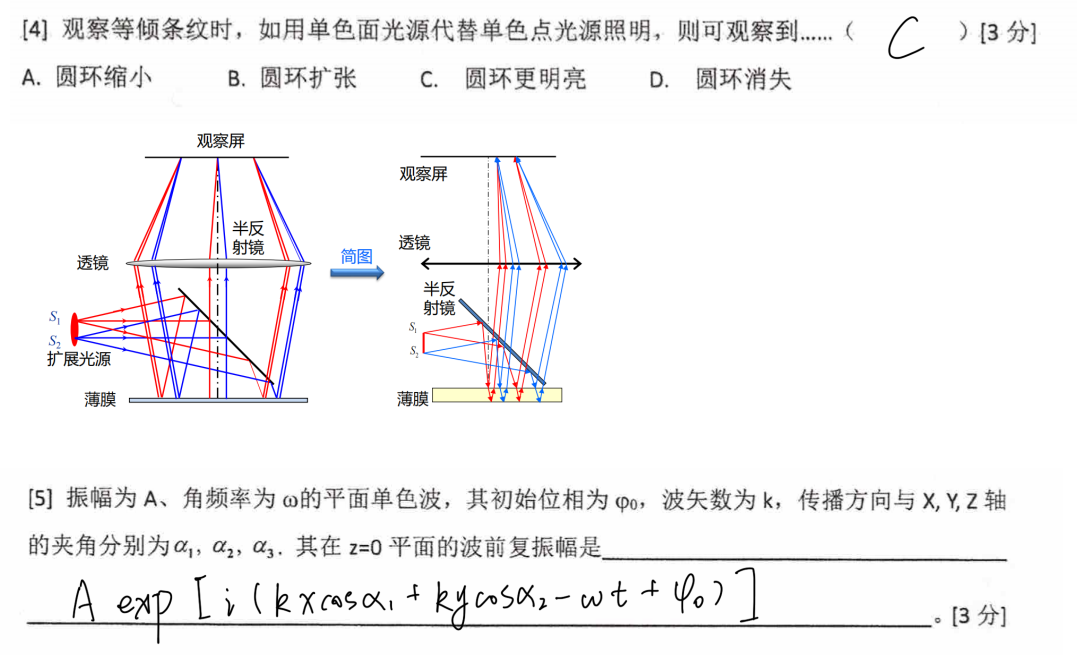 [4] 观察等倾条纹时，如用单色面光源代替单色点光源照明，则可观察到......（ C ）[3 分]
A. 圆环缩小 B. 圆环扩张 C. 圆环更明亮 D. 圆环消失
观察屏
半反
射镜
透镜
S₁
S₂
扩展光源
薄膜
简图
观察屏
透镜
半反
射镜
S₁
S₂
薄膜
[5] 振幅为 A、角频率为 ω的平面单色波，其初始位相为 φ₀，波矢数为 k，传播方向与 X, Y, Z 轴
的夹角分别为α₁, α₂, α₃. 其在 z=0 平面的波前复振幅是
A exp [i (kxcosα₁ + kycosα₂ - ωt + φ₀)]
。[3 分]